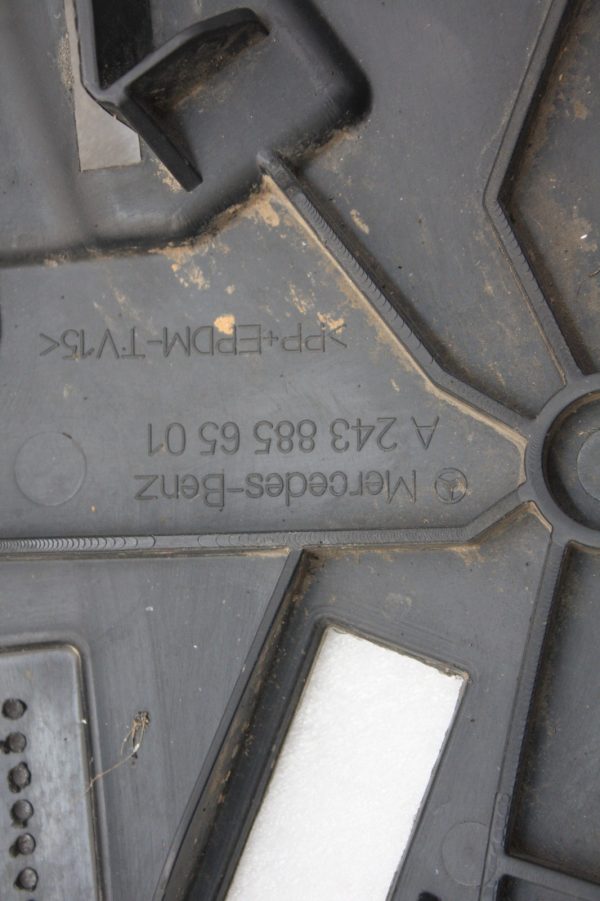 Mercedes-Benz
A 243 885 65 01
>PP+EPDM-TV15<